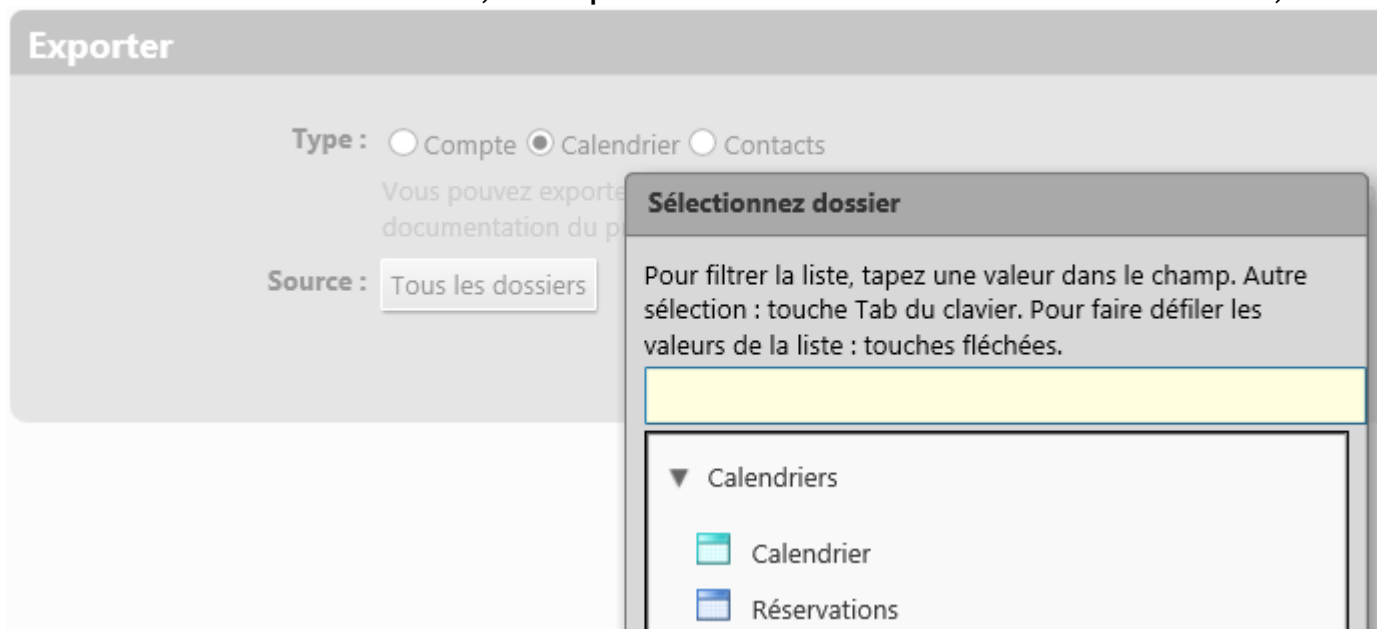 Exporter
Type : Compte Calendrier Contacts
Vous pouvez exporte
documentation du p
Source : Tous les dossiers
Sélectionnez dossier
Pour filtrer la liste, tapez une valeur dans le champ. Autre
sélection : touche Tab du clavier. Pour faire défiler les
valeurs de la liste : touches fléchées.
Calendriers
Calendrier
Réservations